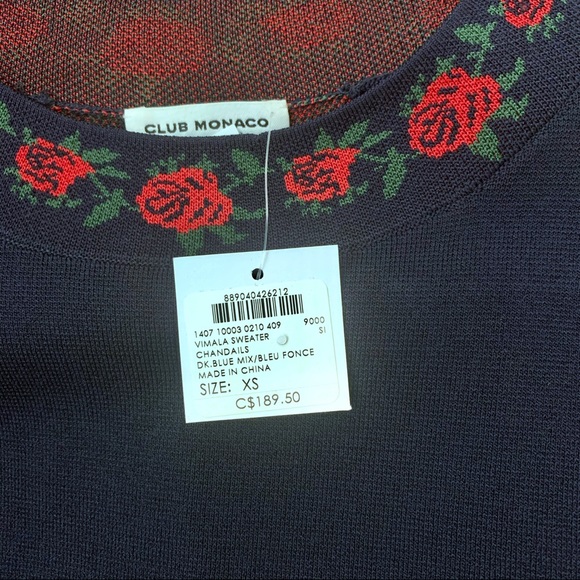 CLUB MONACO
889040426212
1407 10003 0210 409 9000
VIMALA SWEATER SI
CHANDAILS
DK.BLUE MIX/BLEU FONCE
MADE IN CHINA
SIZE: XS
C$189.50